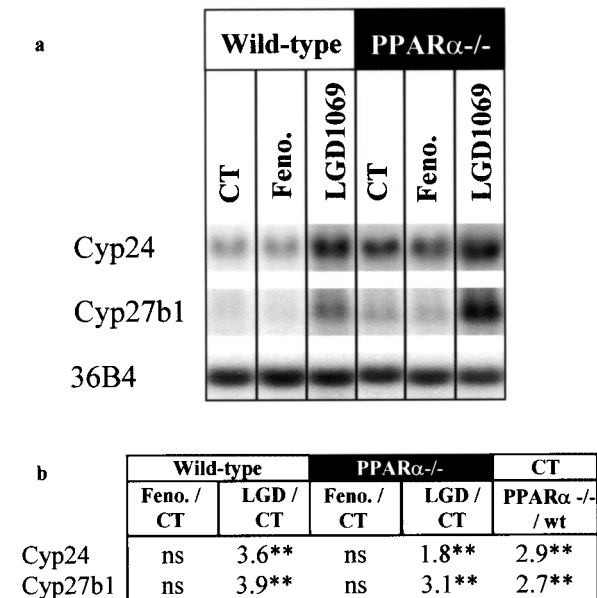 a
Wild-type PPARα-/-
CT Feno. LGD1069 CT Feno. LGD1069
Cyp24
Cyp27b1
36B4
b
Wild-type PPARα-/- CT
Feno. / CT LGD / CT Feno. / CT LGD / CT PPARα -/- / wt
Cyp24 ns 3.6** ns 1.8** 2.9**
Cyp27b1 ns 3.9** ns 3.1** 2.7**